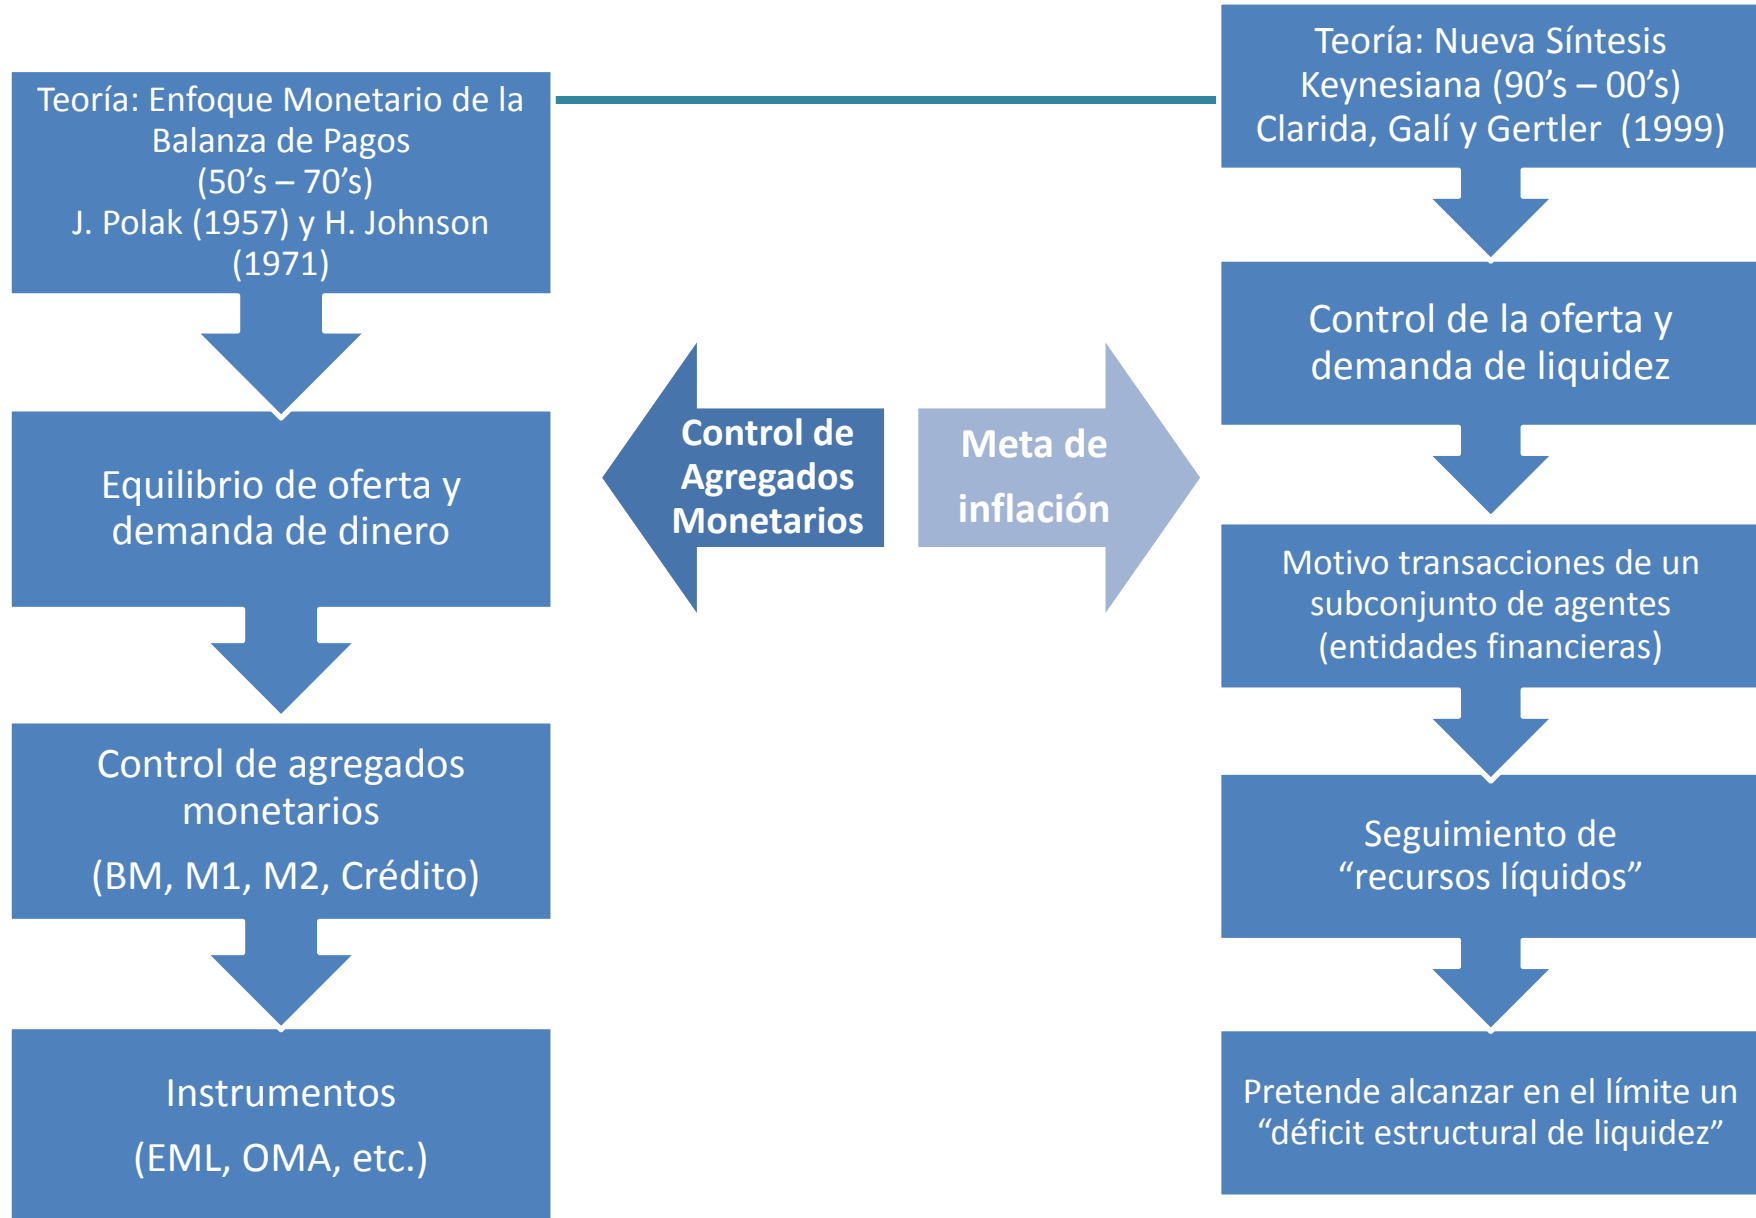 Teoría: Enfoque Monetario de la
Balanza de Pagos
(50’s – 70’s)
J. Polak (1957) y H. Johnson
(1971)
Equilibrio de oferta y
demanda de dinero
Control de agregados
monetarios
(BM, M1, M2, Crédito)
Instrumentos
(EML, OMA, etc.)
Control de
Agregados
Monetarios
Meta de
inflación
Teoría: Nueva Síntesis
Keynesiana (90’s – 00’s)
Clarida, Galí y Gertler (1999)
Control de la oferta y
demanda de liquidez
Motivo transacciones de un
subconjunto de agentes
(entidades financieras)
Seguimiento de
“recursos líquidos”
Pretende alcanzar en el límite un
“déficit estructural de liquidez”